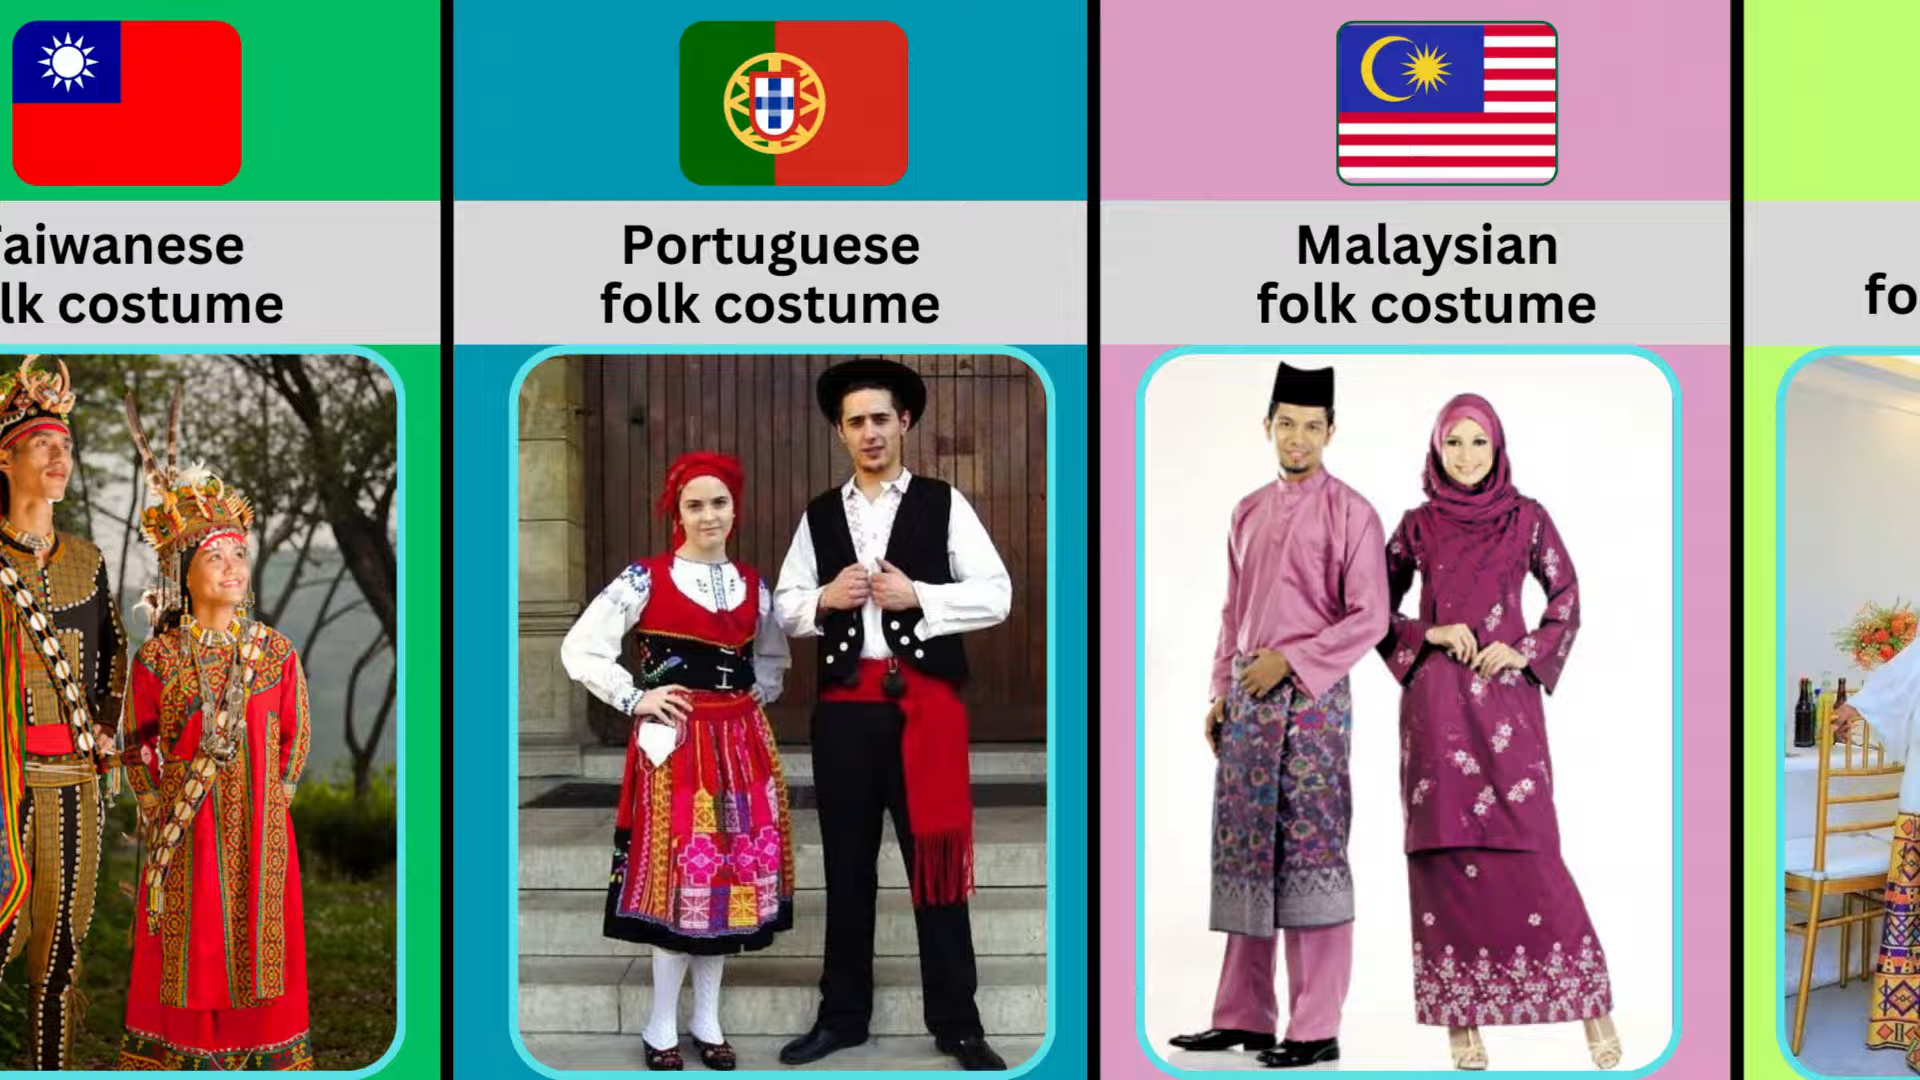 aiwanese
lk costume
Portuguese
folk costume
Malaysian
folk costume
fo